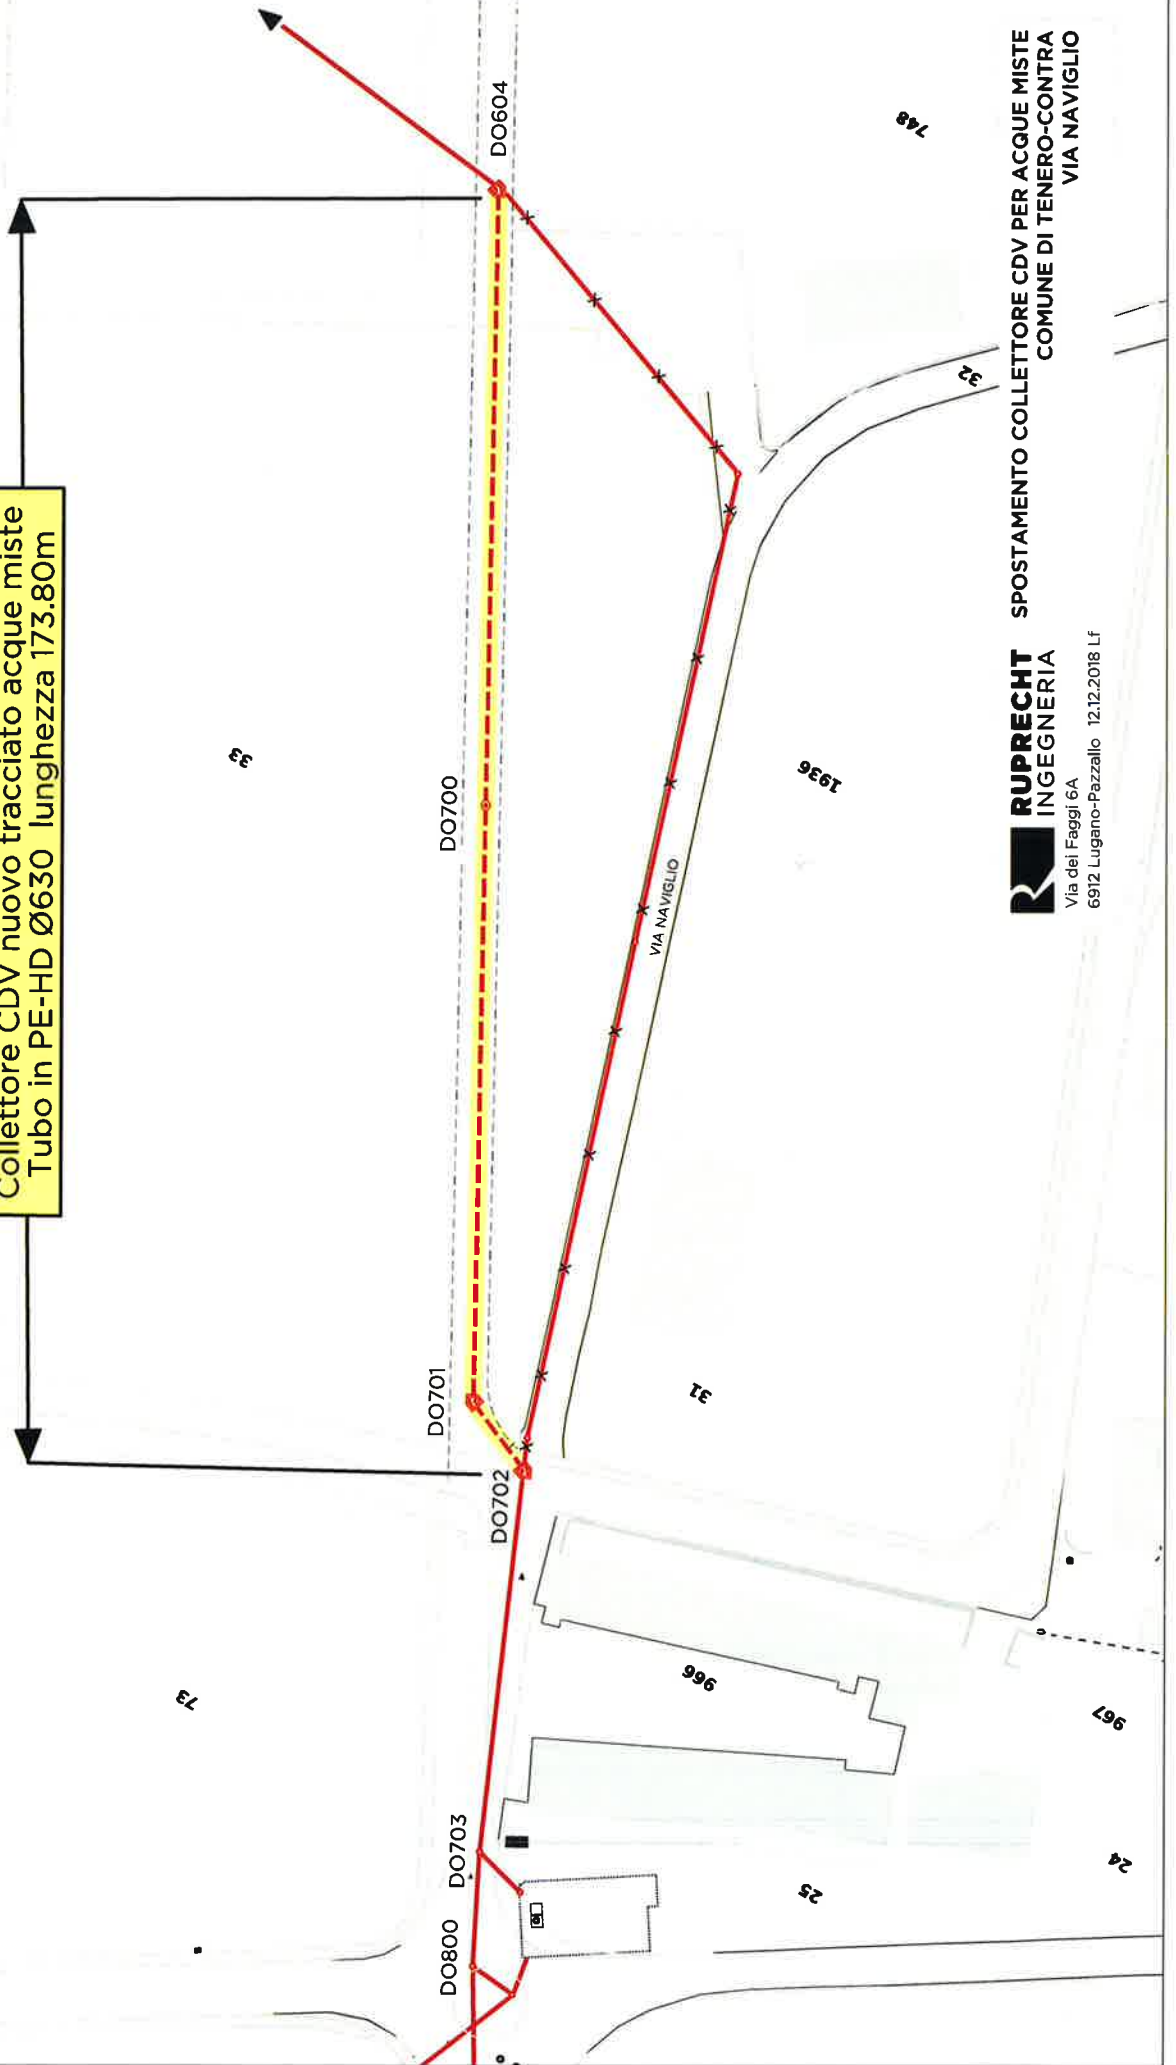 Collettore CDV nuovo tracciato acque miste
Tubo in PE-HD Ø630 lunghezza 173.80m
DO800
DO703
DO702
DO701
DO700
DO604
73
33
VIA NAVIGLIO
966
31
1936
748
32
25
24
967
RUPRECHT
INGEGNERIA
Via dei Faggi 6A
6912 Lugano-Pazzallo 12.12.2018 Lf
SPOSTAMENTO COLLETTORE CDV PER ACQUE MISTE
COMUNE DI TENERO-CONTRA
VIA NAVIGLIO